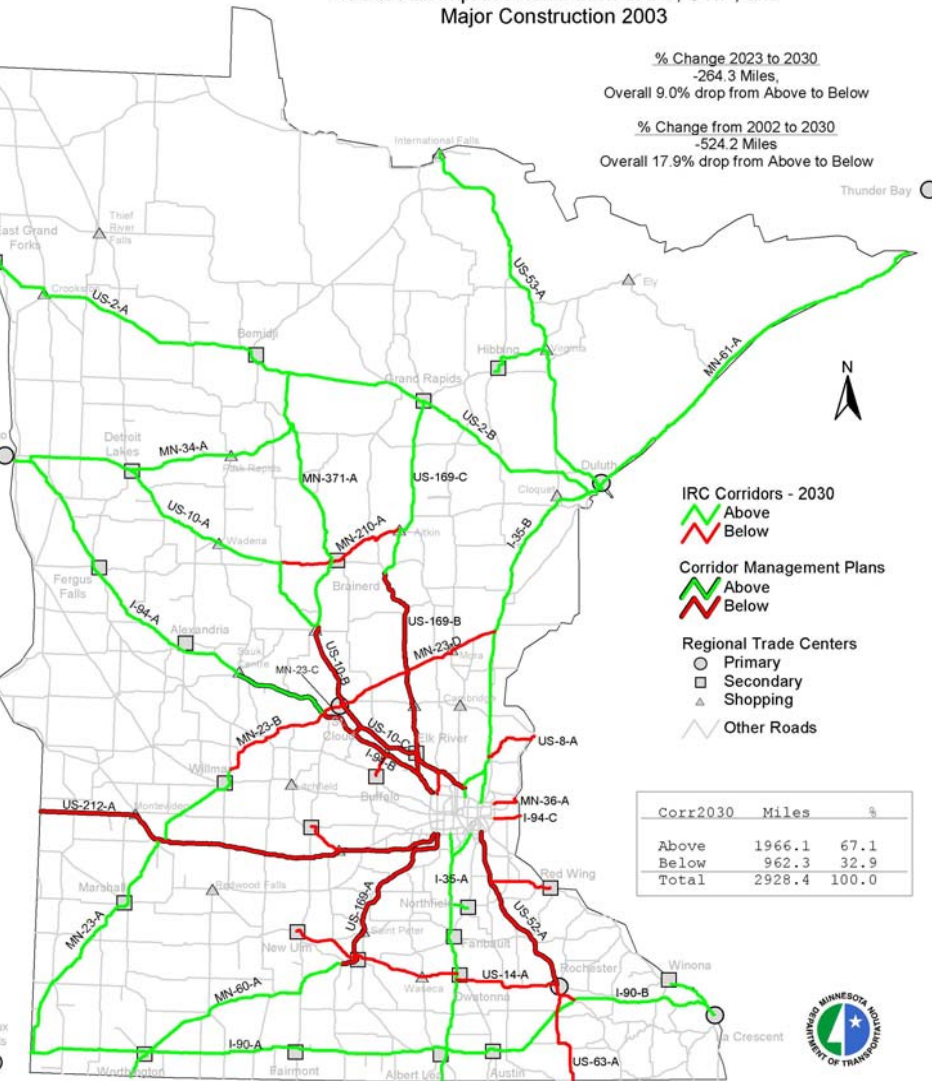 Major Construction 2003
% Change 2023 to 2030
-264.3 Miles,
Overall 9.0% drop from Above to Below
% Change from 2002 to 2030
-524.2 Miles
Overall 17.9% drop from Above to Below
International Falls
Thunder Bay
Thief
River
Falls
East Grand
Forks
Crookston
US-2-A
US-53-A
Ely
Bemidji
Hibbing
Virginia
MN-61-A
N
Grand Rapids
US-2-B
Detroit
Lakes
MN-34-A
Park Rapids
MN-371-A
US-169-C
Duluth
Cloquet
IRC Corridors - 2030
Above
Below
US-10-A
Wadena
MN-210-A
Aitkin
I-35-B
Brainerd
Corridor Management Plans
Above
Below
Fergus
Falls
I-94-A
Alexandria
US-169-B
Regional Trade Centers
Primary
Secondary
Shopping
Other Roads
Sauk
Centre
MN-23-C
US-10-B
MN-23-D
Mora
Cambridge
MN-23-B
Cloud
US-10-C
Elk River
I-94-B
US-8-A
Willmar
Litchfield
Buffalo
US-212-A
Montevideo
MN-36-A
I-94-C
Corr2030 Miles %
Above 1966.1 67.1
Below 962.3 32.9
Total 2928.4 100.0
Marshall
Redwood Falls
I-35-A
Red Wing
Northfield
US-169-A
US-52-A
MN-23-A
New Ulm
Saint Peter
Faribault
Waseca
US-14-A
Owatonna
Rochester
Winona
MN-60-A
I-90-B
La Crescent
I-90-A
Worthington
Fairmont
Albert Lea
Austin
US-63-A
MINNESOTA
DEPARTMENT OF TRANSPORTATION